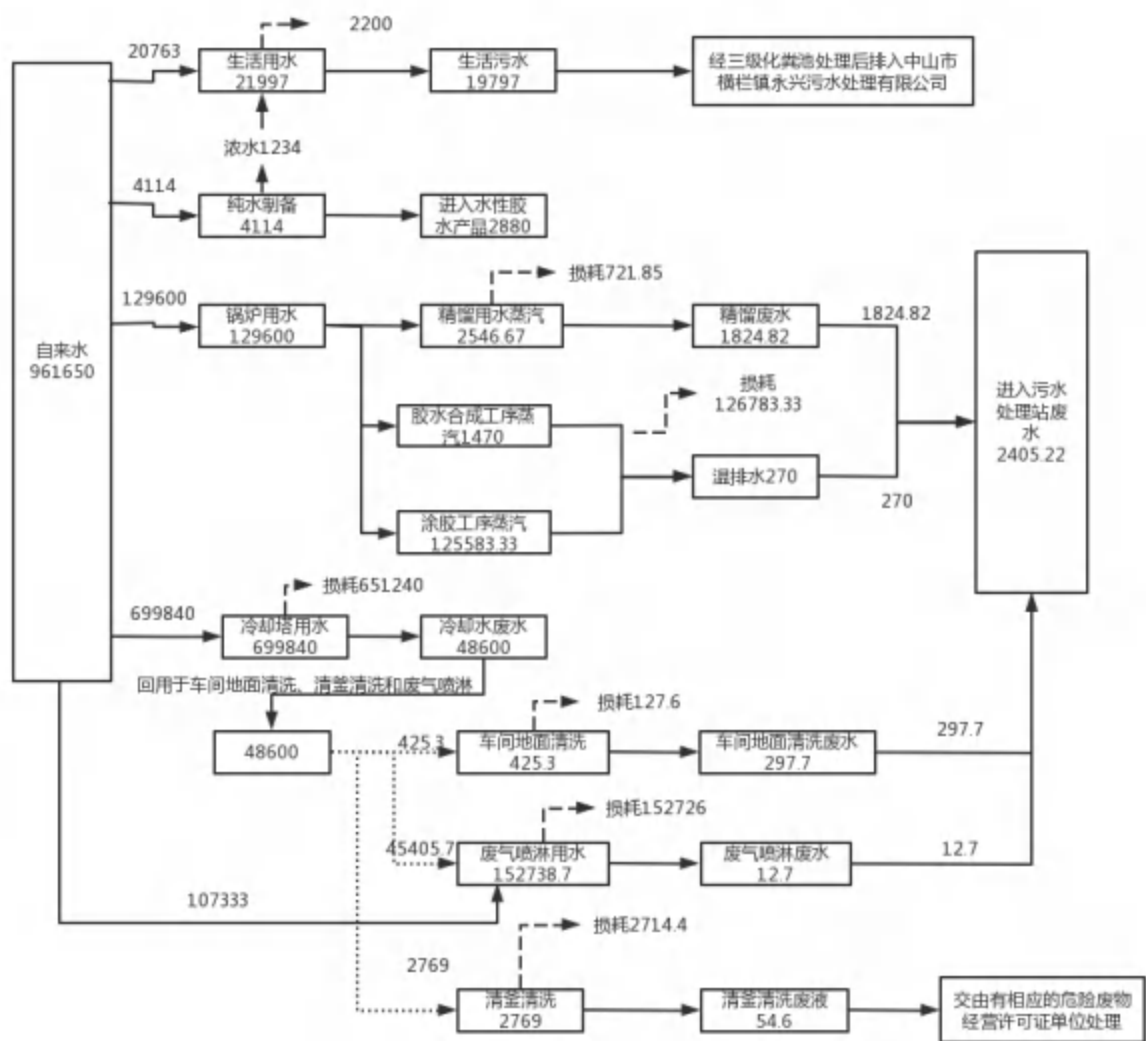 2200
20763
生活用水
21997
生活污水
19797
经三级化粪池处理后排入中山市
横栏镇永兴污水处理有限公司
浓水1234
4114
纯水制备
4114
进入水性胶
水产品2880
损耗721.85
129600
锅炉用水
129600
精馏用水蒸汽
2546.67
精馏废水
1824.82
1824.82
自来水
961650
损耗
126783.33
进入污水
处理站废
水
2405.22
胶水合成工序蒸
汽1470
温排水270
270
涂胶工序蒸汽
125583.33
损耗651240
699840
冷却塔用水
699840
冷却水废水
48600
回用于车间地面清洗、清釜清洗和废气喷淋
损耗127.6
48600
425.3
车间地面清洗
425.3
车间地面清洗废水
297.7
297.7
损耗152726
45405.7
废气喷淋用水
152738.7
废气喷淋废水
12.7
12.7
107333
损耗2714.4
2769
清釜清洗
2769
清釜清洗废液
54.6
交由有相应的危险废物
经营许可证单位处理